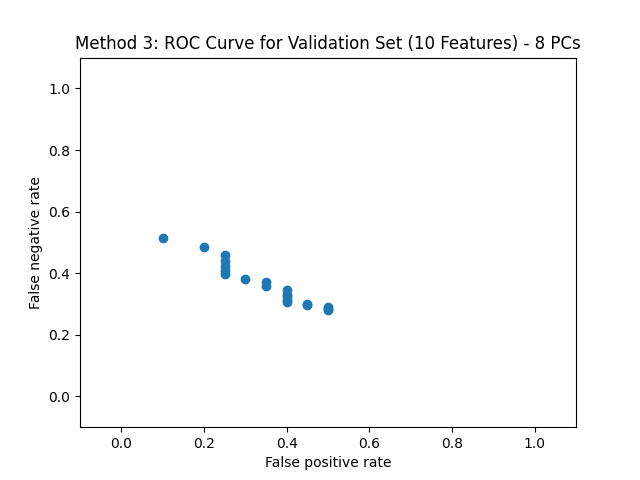 Method 3: ROC Curve for Validation Set (10 Features) - 8 PCs
1.0
0.8
0.6
0.4
0.2
0.0
False negative rate
0.0 0.2 0.4 0.6 0.8 1.0
False positive rate